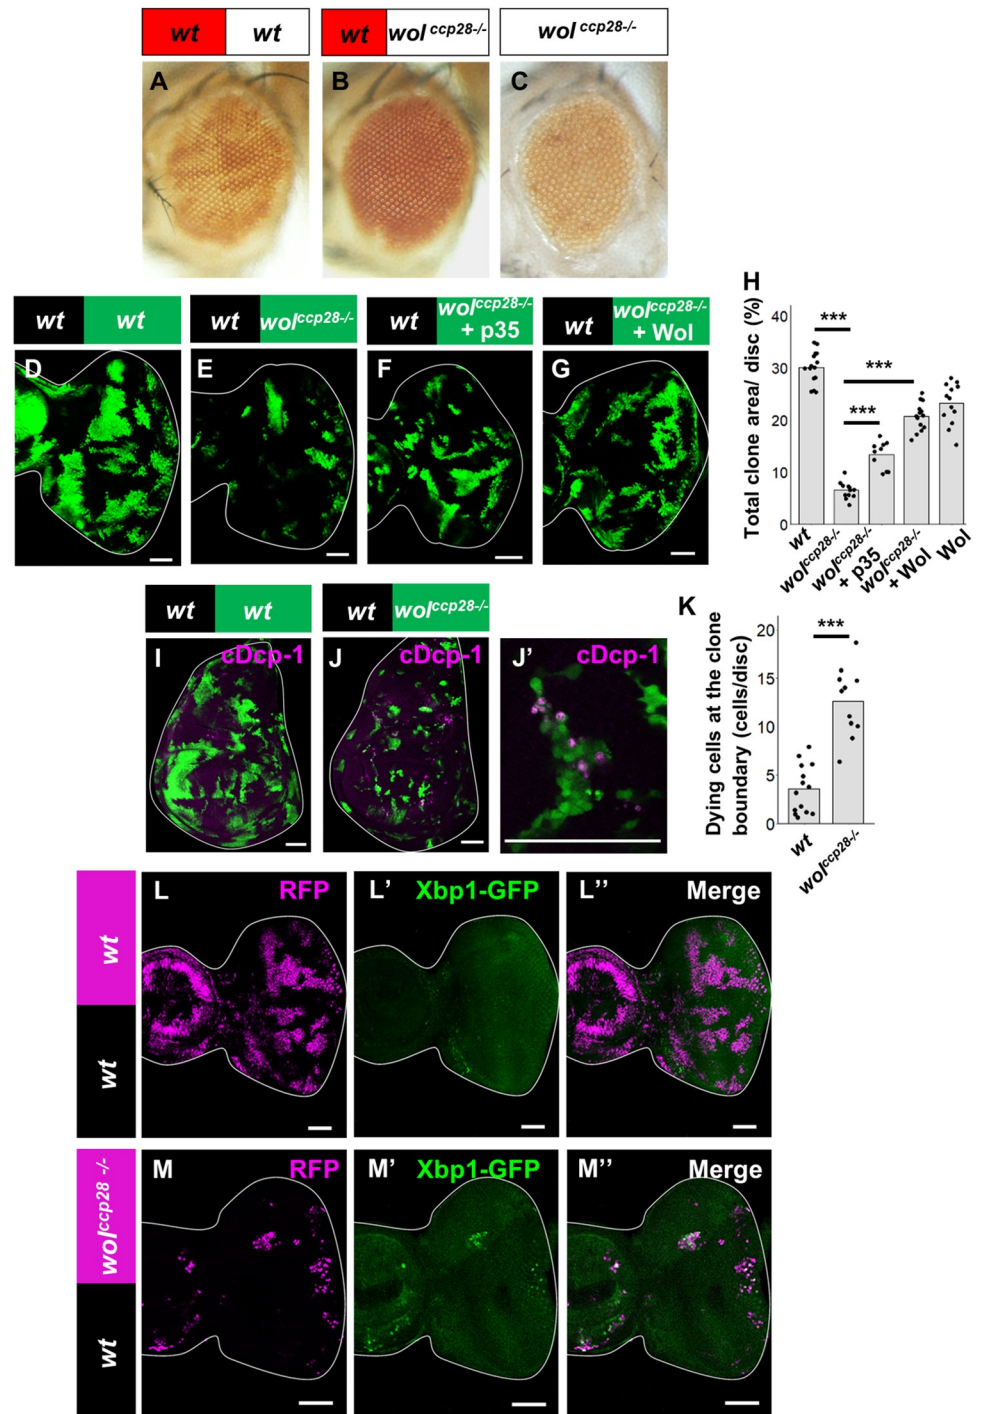 wt wt wt wol ccp28-/- wol ccp28-/-
A B C
wt wt wt wolccp28-/- wt wolccp28-/- + p35 wt wolccp28-/- + Wol
D E F G
H
Total clone area/ disc (%)
40
30
20
10
0
wt wolccp28-/- wolccp28-/- + p35 wolccp28-/- + Wol Wol
*** *** ***
wt wt wt wolccp28-/-
I cDcp-1 J cDcp-1 J’ cDcp-1
K
Dying cells at the clone
boundary (cells/disc)
20
15
10
5
0
***
wt wolccp28-/-
wt
wt
L RFP L’ Xbp1-GFP L’’ Merge
wolccp28 -/-
wt
M RFP M’ Xbp1-GFP M’’ Merge